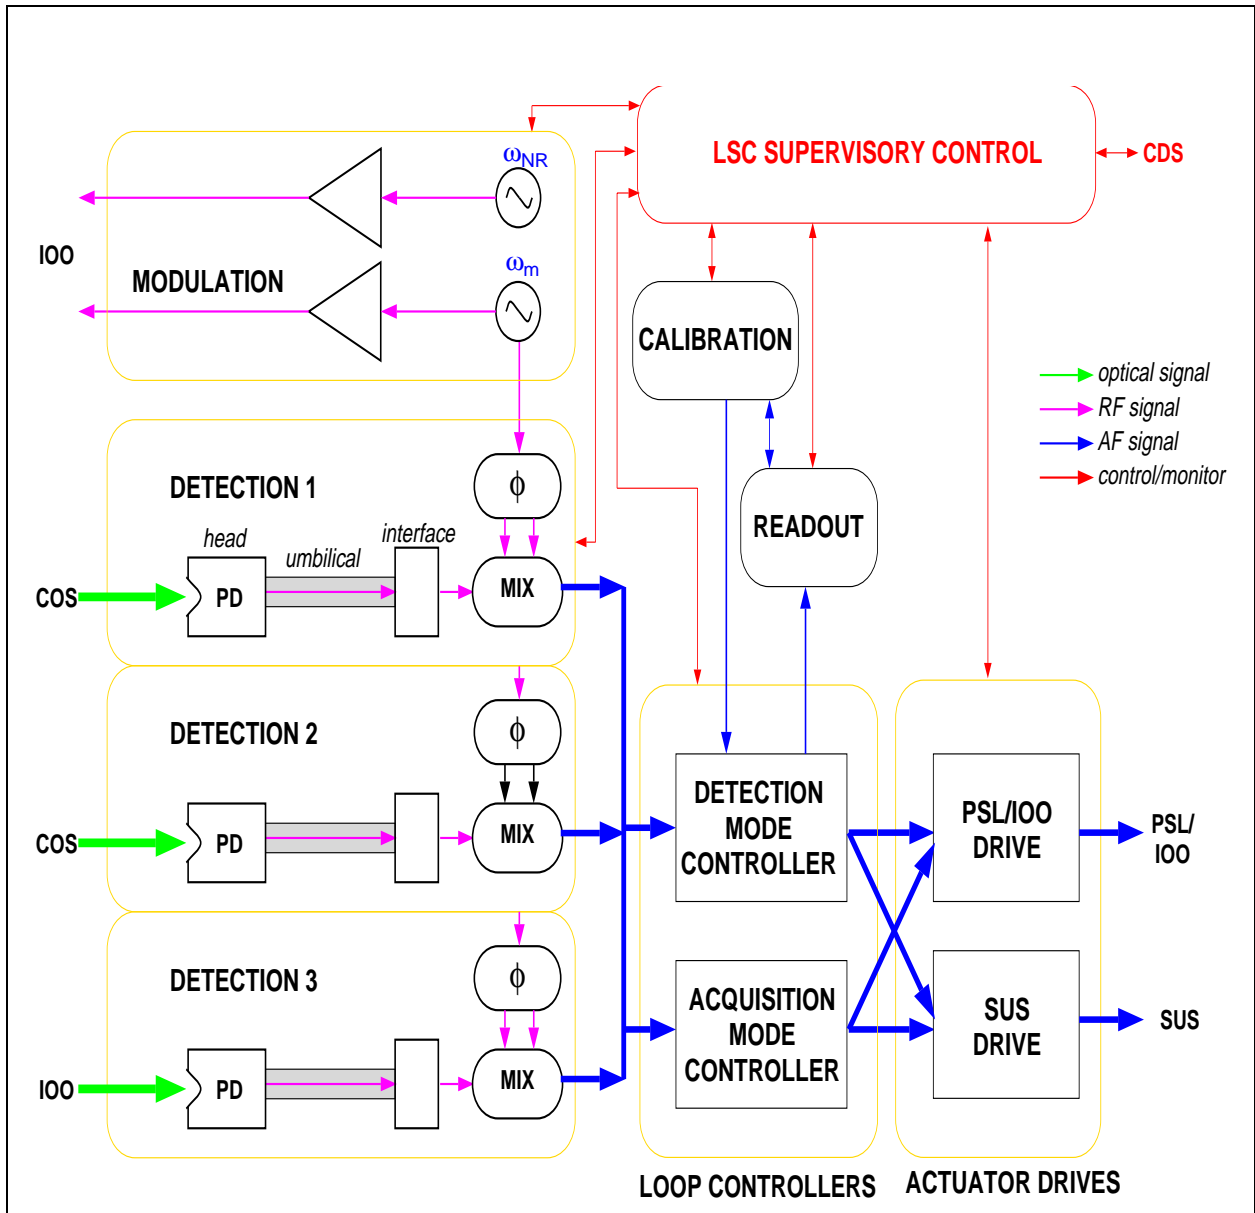 LSC SUPERVISORY CONTROL
CDS
ωNR
IOO
MODULATION
ωm
CALIBRATION
optical signal
RF signal
AF signal
control/monitor
READOUT
DETECTION 1
ϕ
head
umbilical
interface
COS
PD
MIX
DETECTION 2
ϕ
COS
PD
MIX
DETECTION 3
ϕ
IOO
PD
MIX
DETECTION
MODE
CONTROLLER
PSL/IOO
DRIVE
PSL/
IOO
ACQUISITION
MODE
CONTROLLER
SUS
DRIVE
SUS
LOOP CONTROLLERS
ACTUATOR DRIVES